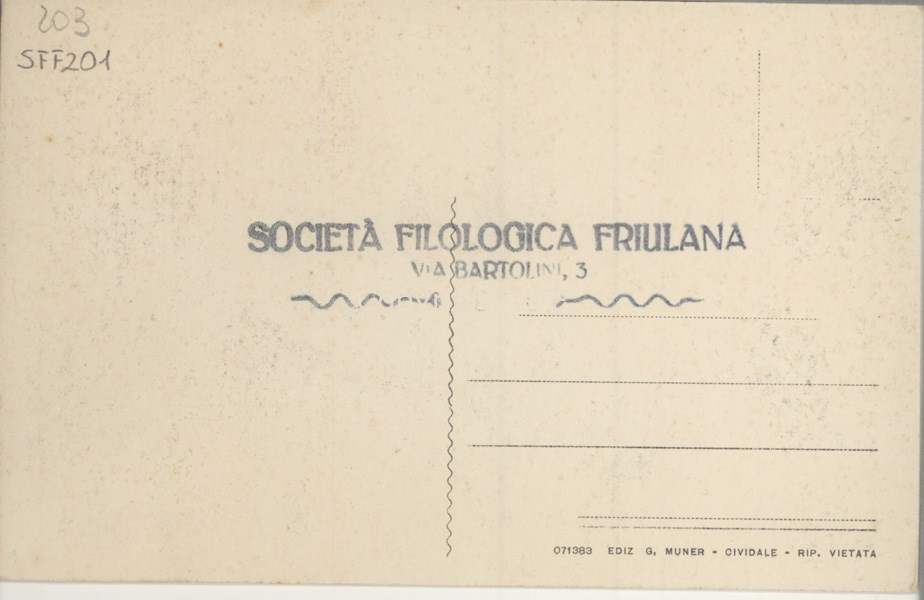 203
SFF201
SOCIETÀ FILOLOGICA FRIULANA
VIA BARTOLINI, 3
071383 EDIZ G. MUNER - CIVIDALE - RIP. VIETATA